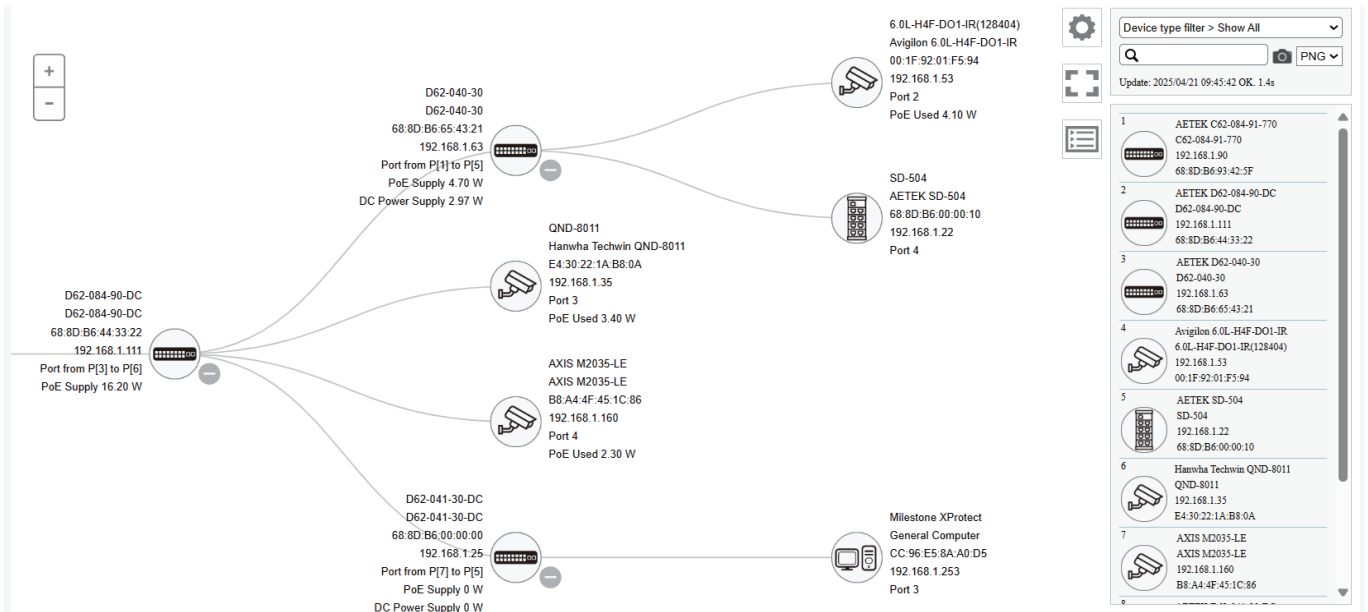 +
−
D62-084-90-DC
D62-084-90-DC
68:8D:B6:44:33:22
192.168.1.111
Port from P[3] to P[6]
PoE Supply 16.20 W
D62-040-30
D62-040-30
68:8D:B6:65:43:21
192.168.1.63
Port from P[1] to P[5]
PoE Supply 4.70 W
DC Power Supply 2.97 W
QND-8011
Hanwha Techwin QND-8011
E4:30:22:1A:B8:0A
192.168.1.35
Port 3
PoE Used 3.40 W
AXIS M2035-LE
AXIS M2035-LE
B8:A4:4F:45:1C:86
192.168.1.160
Port 4
PoE Used 2.30 W
D62-041-30-DC
D62-041-30-DC
68:8D:B6:00:00:00
192.168.1.25
Port from P[7] to P[5]
PoE Supply 0 W
DC Power Supply 0 W
6.0L-H4F-DO1-IR(128404)
Avigilon 6.0L-H4F-DO1-IR
00:1F:92:01:F5:94
192.168.1.53
Port 2
PoE Used 4.10 W
SD-504
AETEK SD-504
68:8D:B6:00:00:10
192.168.1.22
Port 4
Milestone XProtect
General Computer
CC:96:E5:8A:A0:D5
192.168.1.253
Port 3
Device type filter > Show All
PNG
Update: 2025/04/21 09:45:42 OK. 1.4s
1
AETEK C62-084-91-770
C62-084-91-770
192.168.1.90
68:8D:B6:93:42:5F
2
AETEK D62-084-90-DC
D62-084-90-DC
192.168.1.111
68:8D:B6:44:33:22
3
AETEK D62-040-30
D62-040-30
192.168.1.63
68:8D:B6:65:43:21
4
Avigilon 6.0L-H4F-DO1-IR
6.0L-H4F-DO1-IR(128404)
192.168.1.53
00:1F:92:01:F5:94
5
AETEK SD-504
SD-504
192.168.1.22
68:8D:B6:00:00:10
6
Hanwha Techwin QND-8011
QND-8011
192.168.1.35
E4:30:22:1A:B8:0A
7
AXIS M2035-LE
AXIS M2035-LE
192.168.1.160
B8:A4:4F:45:1C:86